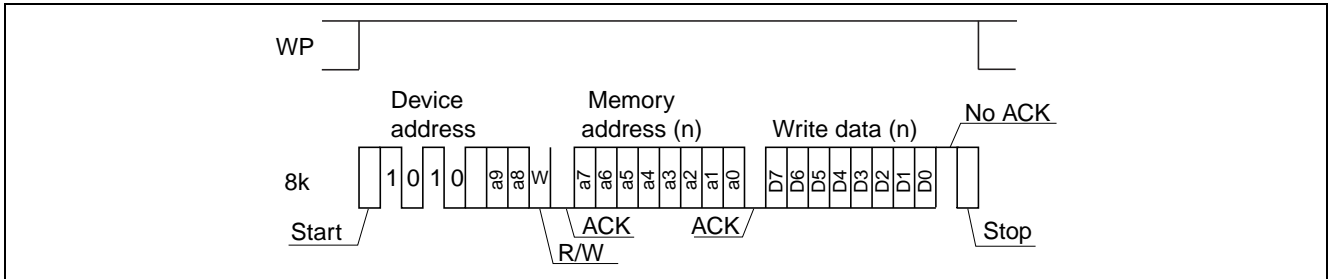 WP
Device address
Memory address (n)
Write data (n)
No ACK
8k
1 0 1 0 a9 a8 W a7 a6 a5 a4 a3 a2 a1 a0 D7 D6 D5 D4 D3 D2 D1 D0
Start
ACK
ACK
Stop
R/W